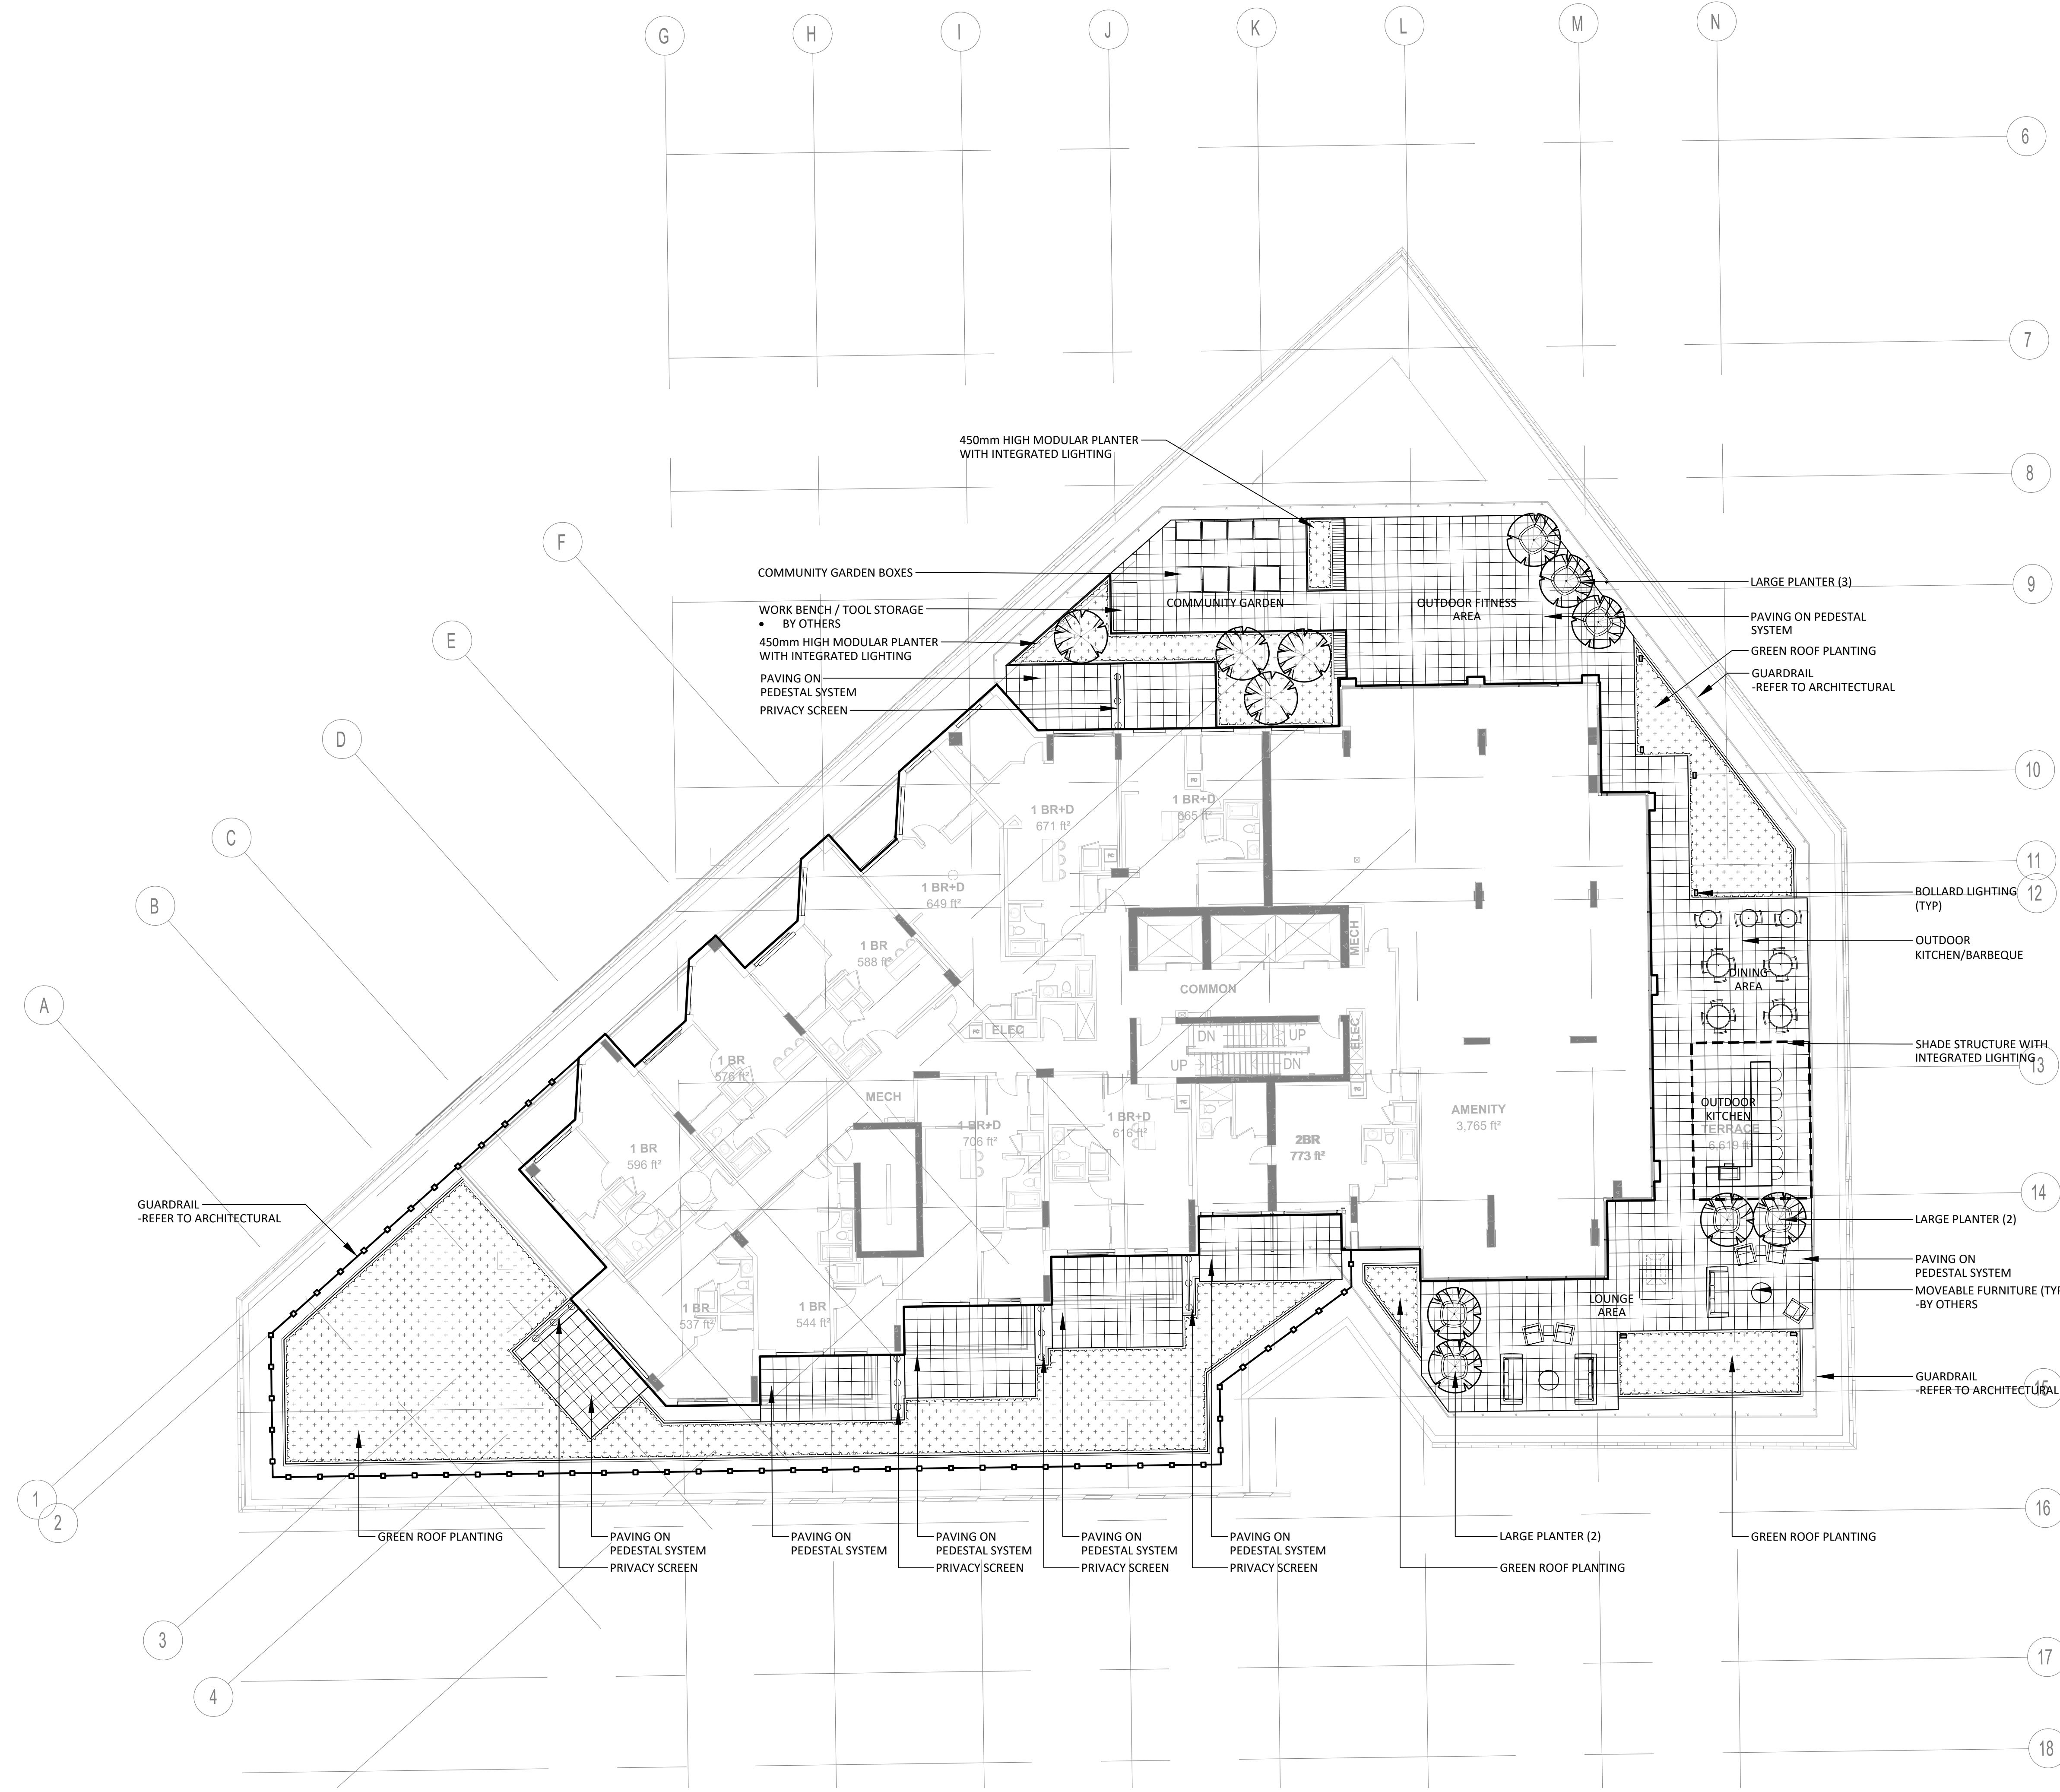 G
H
I
J
K
L
M
N
6
7
8
450mm HIGH MODULAR PLANTER
WITH INTEGRATED LIGHTING
F
COMMUNITY GARDEN BOXES
LARGE PLANTER (3)
9
WORK BENCH / TOOL STORAGE
• BY OTHERS
COMMUNITY GARDEN
OUTDOOR FITNESS
AREA
PAVING ON PEDESTAL
SYSTEM
E
450mm HIGH MODULAR PLANTER
WITH INTEGRATED LIGHTING
GREEN ROOF PLANTING
PAVING ON
PEDESTAL SYSTEM
GUARDRAIL
-REFER TO ARCHITECTURAL
PRIVACY SCREEN
D
10
1 BR+D
671 ft²
1 BR+D
665 ft²
C
11
1 BR+D
649 ft²
BOLLARD LIGHTING
(TYP)
12
B
1 BR
588 ft²
MECH
OUTDOOR
KITCHEN/BARBEQUE
DINING
AREA
COMMON
A
ELEC
ELEC
DN
UP
UP
DN
SHADE STRUCTURE WITH
INTEGRATED LIGHTING
13
1 BR
576 ft²
MECH
OUTDOOR
KITCHEN
TERRACE
6,619 ft²
AMENITY
3,765 ft²
1 BR+D
706 ft²
1 BR+D
616 ft²
2BR
773 ft²
1 BR
596 ft²
14
GUARDRAIL
-REFER TO ARCHITECTURAL
LARGE PLANTER (2)
PAVING ON
PEDESTAL SYSTEM
MOVEABLE FURNITURE (TYP
-BY OTHERS
LOUNGE
AREA
1 BR
537 ft²
1 BR
544 ft²
GUARDRAIL
-REFER TO ARCHITECTURAL
15
1
2
16
GREEN ROOF PLANTING
PAVING ON
PEDESTAL SYSTEM
PRIVACY SCREEN
PAVING ON
PEDESTAL SYSTEM
PAVING ON
PEDESTAL SYSTEM
PRIVACY SCREEN
PAVING ON
PEDESTAL SYSTEM
PRIVACY SCREEN
PAVING ON
PEDESTAL SYSTEM
PRIVACY SCREEN
LARGE PLANTER (2)
GREEN ROOF PLANTING
GREEN ROOF PLANTING
3
17
4
18